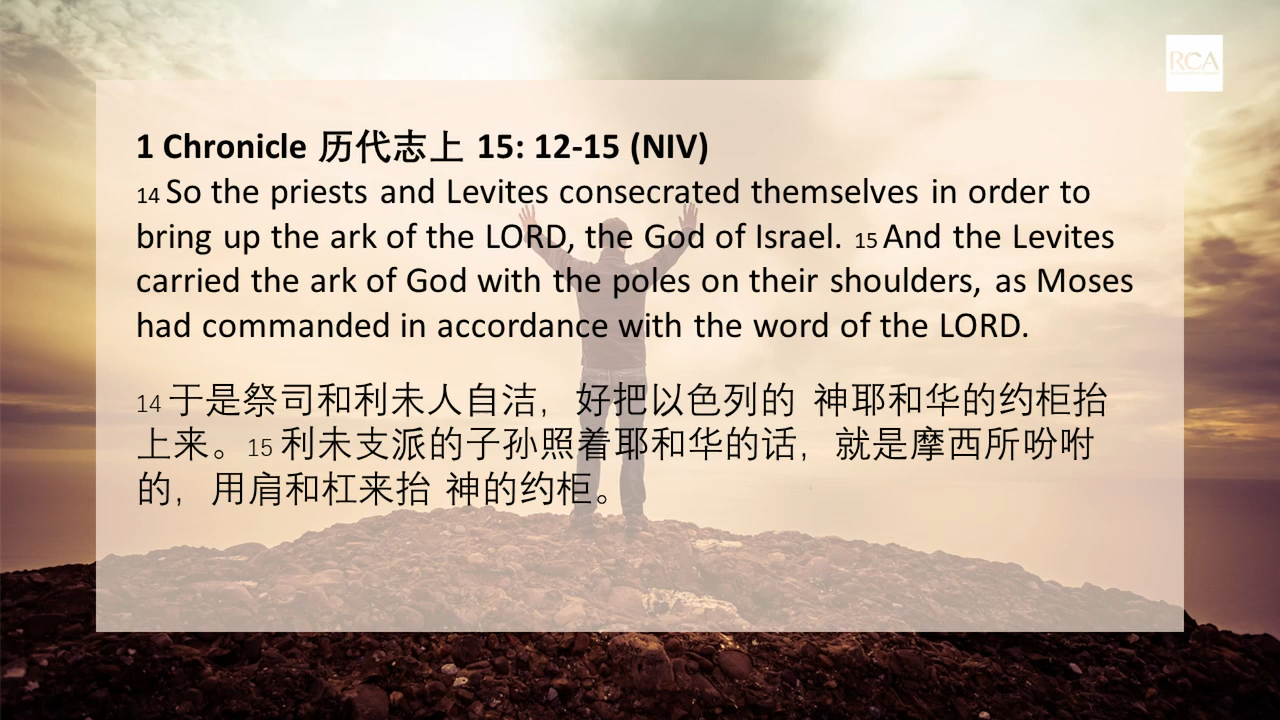 RCA
1 Chronicle 历代志上 15: 12-15 (NIV)
14 So the priests and Levites consecrated themselves in order to
bring up the ark of the LORD, the God of Israel. 15 And the Levites
carried the ark of God with the poles on their shoulders, as Moses
had commanded in accordance with the word of the LORD.
14 于是祭司和利未人自洁，好把以色列的 神耶和华的约柜抬
上来。15 利未支派的子孙照着耶和华的话，就是摩西所吩咐
的，用肩和杠来抬 神的约柜。